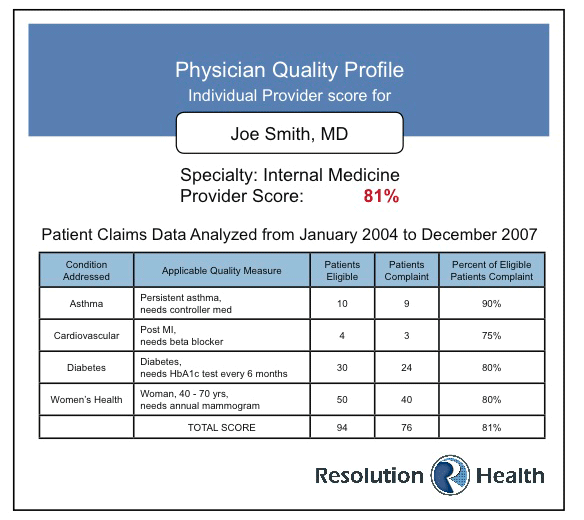 Physician Quality Profile
Individual Provider score for
Joe Smith, MD
Specialty: Internal Medicine
Provider Score: 81%
Patient Claims Data Analyzed from January 2004 to December 2007
Condition Addressed | Applicable Quality Measure | Patients Eligible | Patients Complaint | Percent of Eligible Patients Complaint
Asthma | Persistent asthma, needs controller med | 10 | 9 | 90%
Cardiovascular | Post MI, needs beta blocker | 4 | 3 | 75%
Diabetes | Diabetes, needs HbA1c test every 6 months | 30 | 24 | 80%
Women's Health | Woman, 40 - 70 yrs, needs annual mammogram | 50 | 40 | 80%
TOTAL SCORE | 94 | 76 | 81%
Resolution R Health